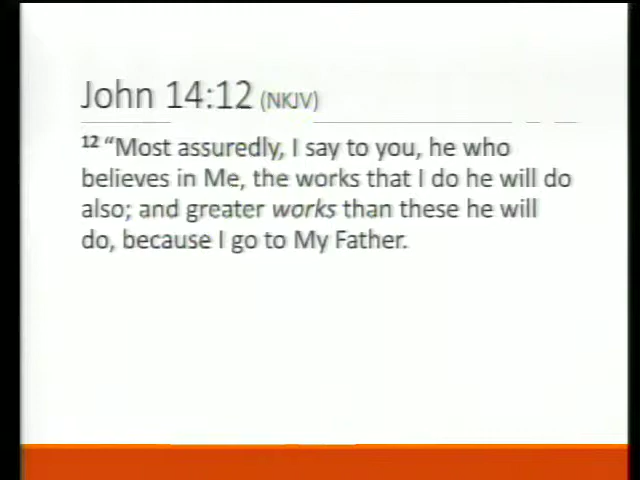 John 14:12 (NKJV)
12 “Most assuredly, I say to you, he who
believes in Me, the works that I do he will do
also; and greater works than these he will
do, because I go to My Father.